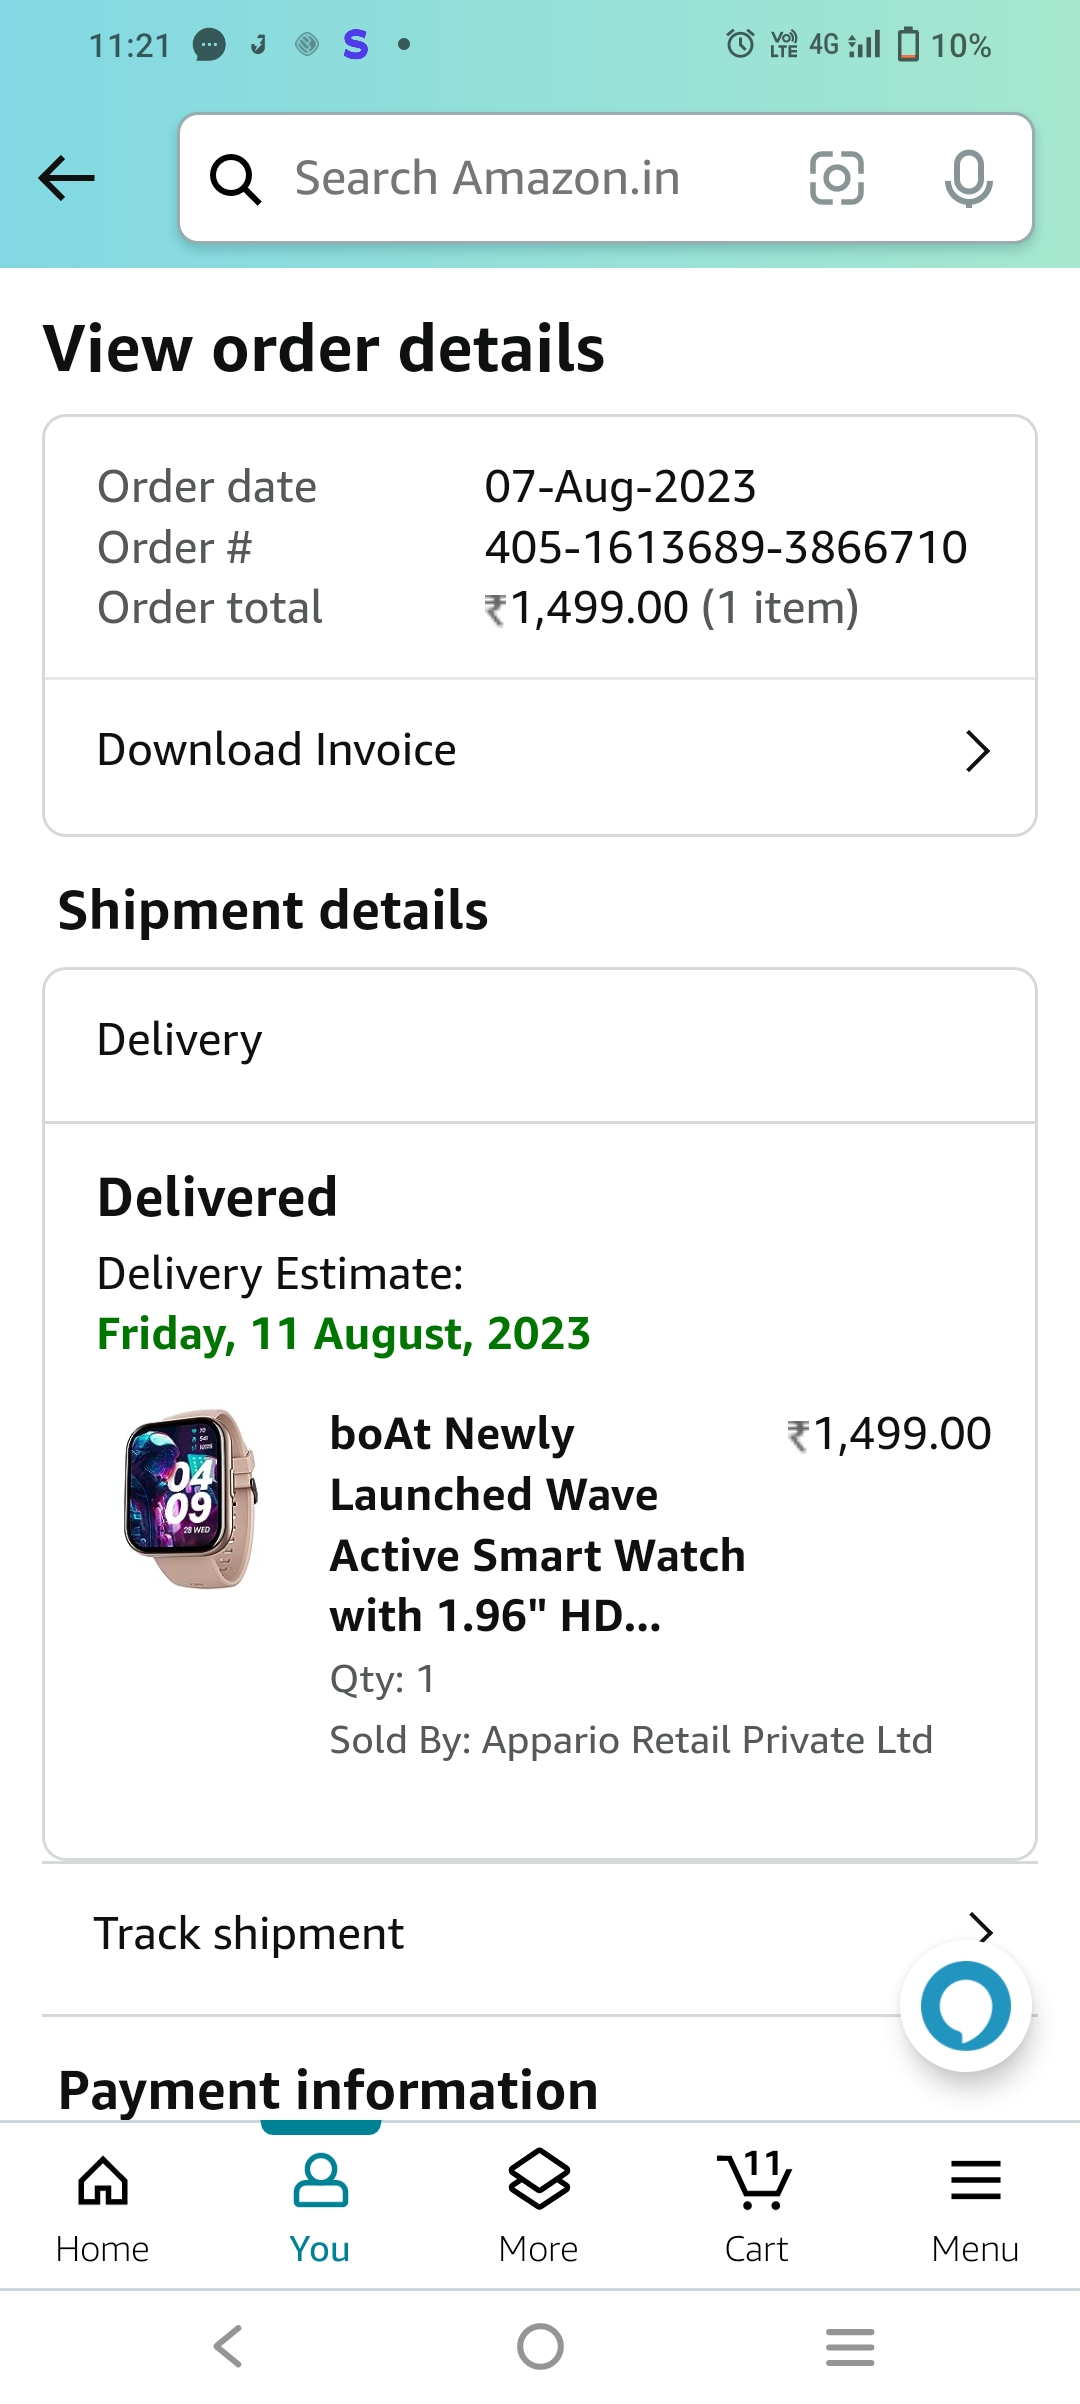 11:21
VoLTE 4G 10%
Search Amazon.in
View order details
Order date 07-Aug-2023
Order # 405-1613689-3866710
Order total ₹1,499.00 (1 item)
Download Invoice
Shipment details
Delivery
Delivered
Delivery Estimate:
Friday, 11 August, 2023
04
09
28 WED
boAt Newly ₹1,499.00
Launched Wave
Active Smart Watch
with 1.96" HD...
Qty: 1
Sold By: Appario Retail Private Ltd
Track shipment
Payment information
11
Home You More Cart Menu